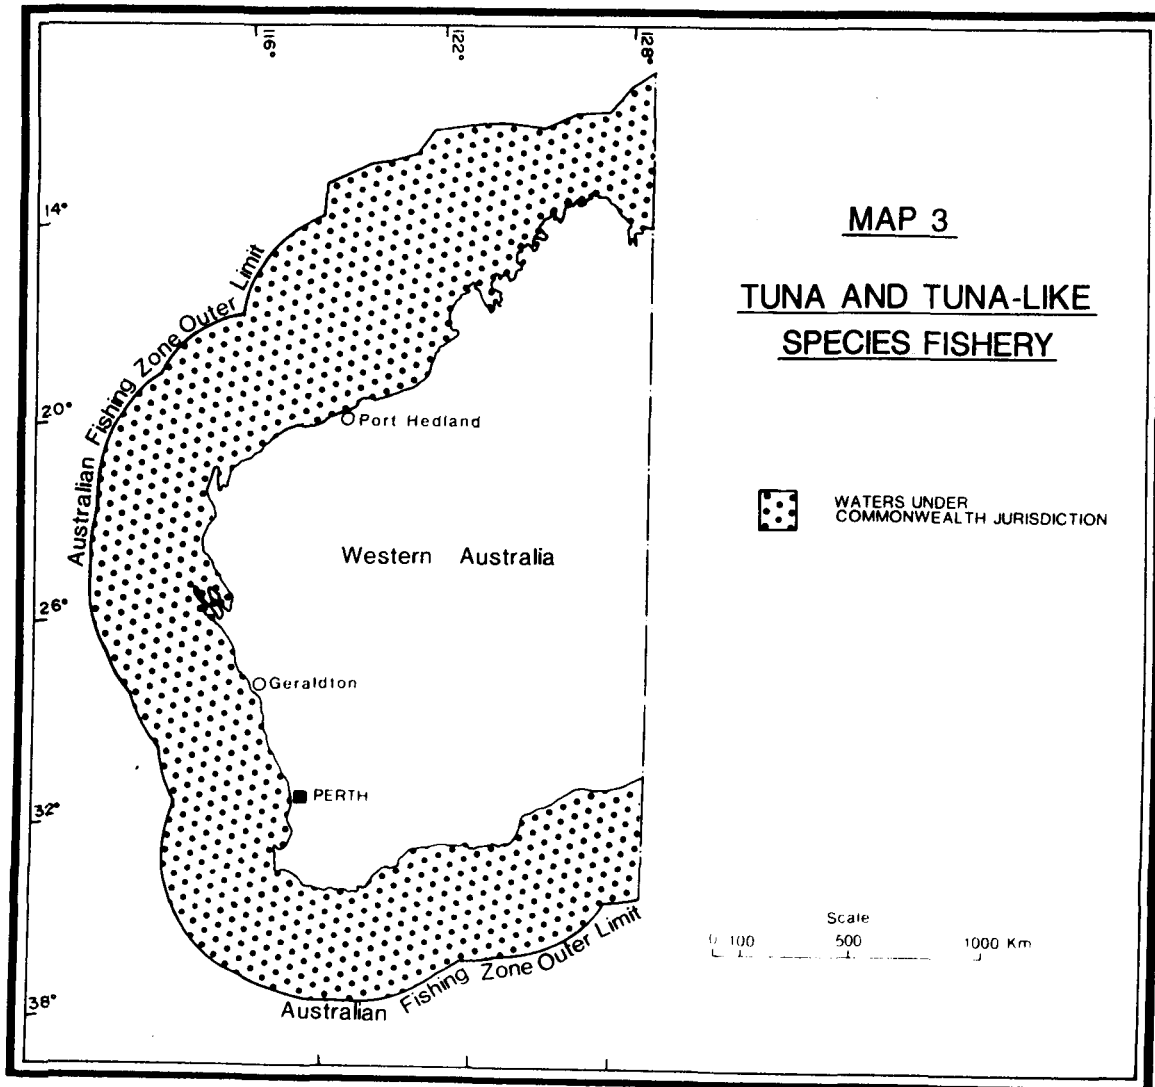 116°
122°
128°
14°
20°
26°
32°
38°
Australian Fishing Zone Outer Limit
Port Hedland
Western Australia
Geraldton
PERTH
Australian Fishing Zone Outer Limit
MAP 3
TUNA AND TUNA-LIKE
SPECIES FISHERY
WATERS UNDER
COMMONWEALTH JURISDICTION
Scale
0 100 500 1000 Km